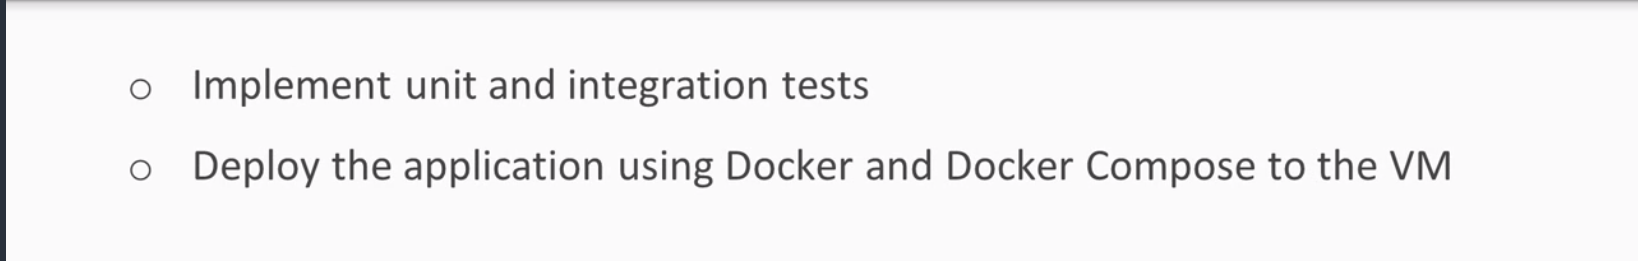 ○ Implement unit and integration tests
○ Deploy the application using Docker and Docker Compose to the VM